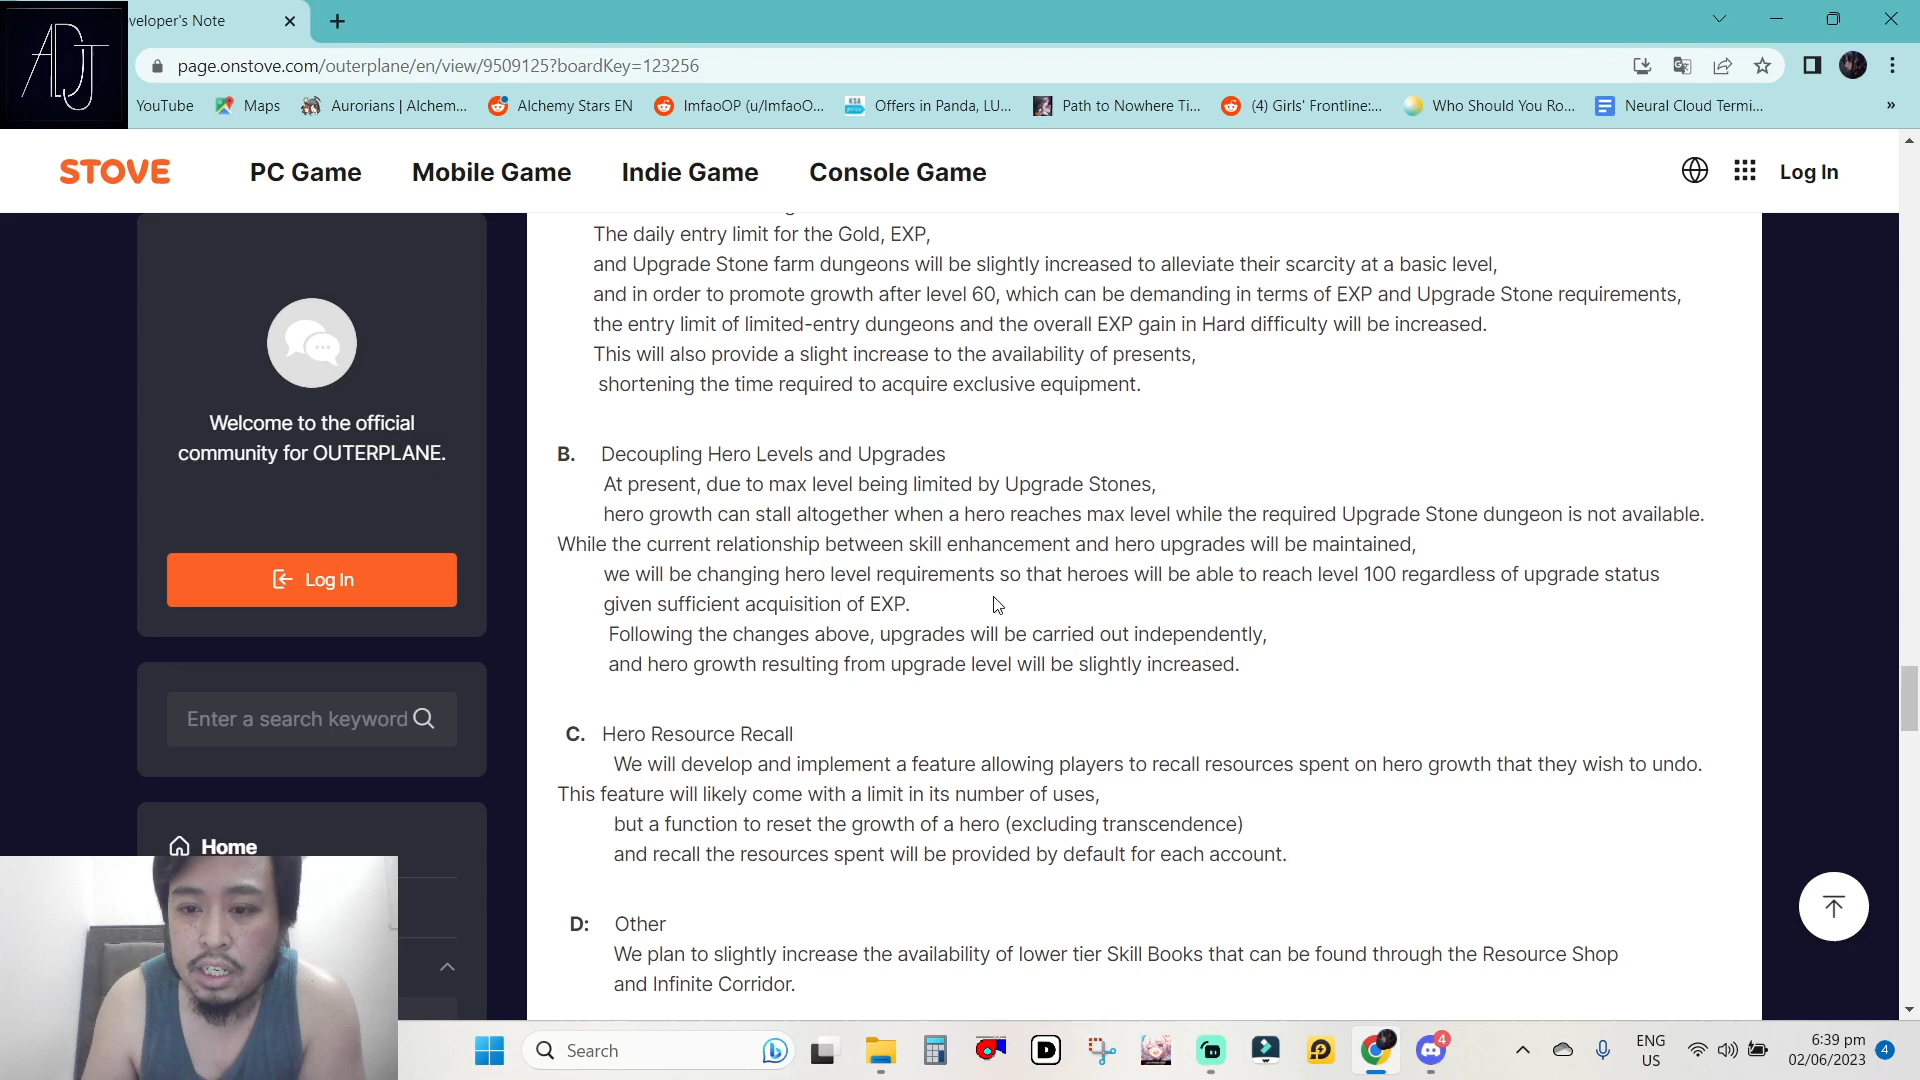 ADJ
veloper's Note
page.onstove.com/outerplane/en/view/9509125?boardKey=123256
YouTube
Maps
Aurorians | Alchem...
Alchemy Stars EN
lmfaoOP (u/lmfaoO...
Offers in Panda, LU...
Path to Nowhere Ti...
(4) Girls' Frontline:...
Who Should You Ro...
Neural Cloud Termi...
»
STOVE
PC Game
Mobile Game
Indie Game
Console Game
Log In
Welcome to the official
community for OUTERPLANE.
Log In
Enter a search keyword
Home
The daily entry limit for the Gold, EXP,
and Upgrade Stone farm dungeons will be slightly increased to alleviate their scarcity at a basic level,
and in order to promote growth after level 60, which can be demanding in terms of EXP and Upgrade Stone requirements,
the entry limit of limited-entry dungeons and the overall EXP gain in Hard difficulty will be increased.
This will also provide a slight increase to the availability of presents,
shortening the time required to acquire exclusive equipment.
B. Decoupling Hero Levels and Upgrades
At present, due to max level being limited by Upgrade Stones,
hero growth can stall altogether when a hero reaches max level while the required Upgrade Stone dungeon is not available.
While the current relationship between skill enhancement and hero upgrades will be maintained,
we will be changing hero level requirements so that heroes will be able to reach level 100 regardless of upgrade status
given sufficient acquisition of EXP.
Following the changes above, upgrades will be carried out independently,
and hero growth resulting from upgrade level will be slightly increased.
C. Hero Resource Recall
We will develop and implement a feature allowing players to recall resources spent on hero growth that they wish to undo.
This feature will likely come with a limit in its number of uses,
but a function to reset the growth of a hero (excluding transcendence)
and recall the resources spent will be provided by default for each account.
D: Other
We plan to slightly increase the availability of lower tier Skill Books that can be found through the Resource Shop
and Infinite Corridor.
Search
4
ENG
US
6:39 pm
02/06/2023
4